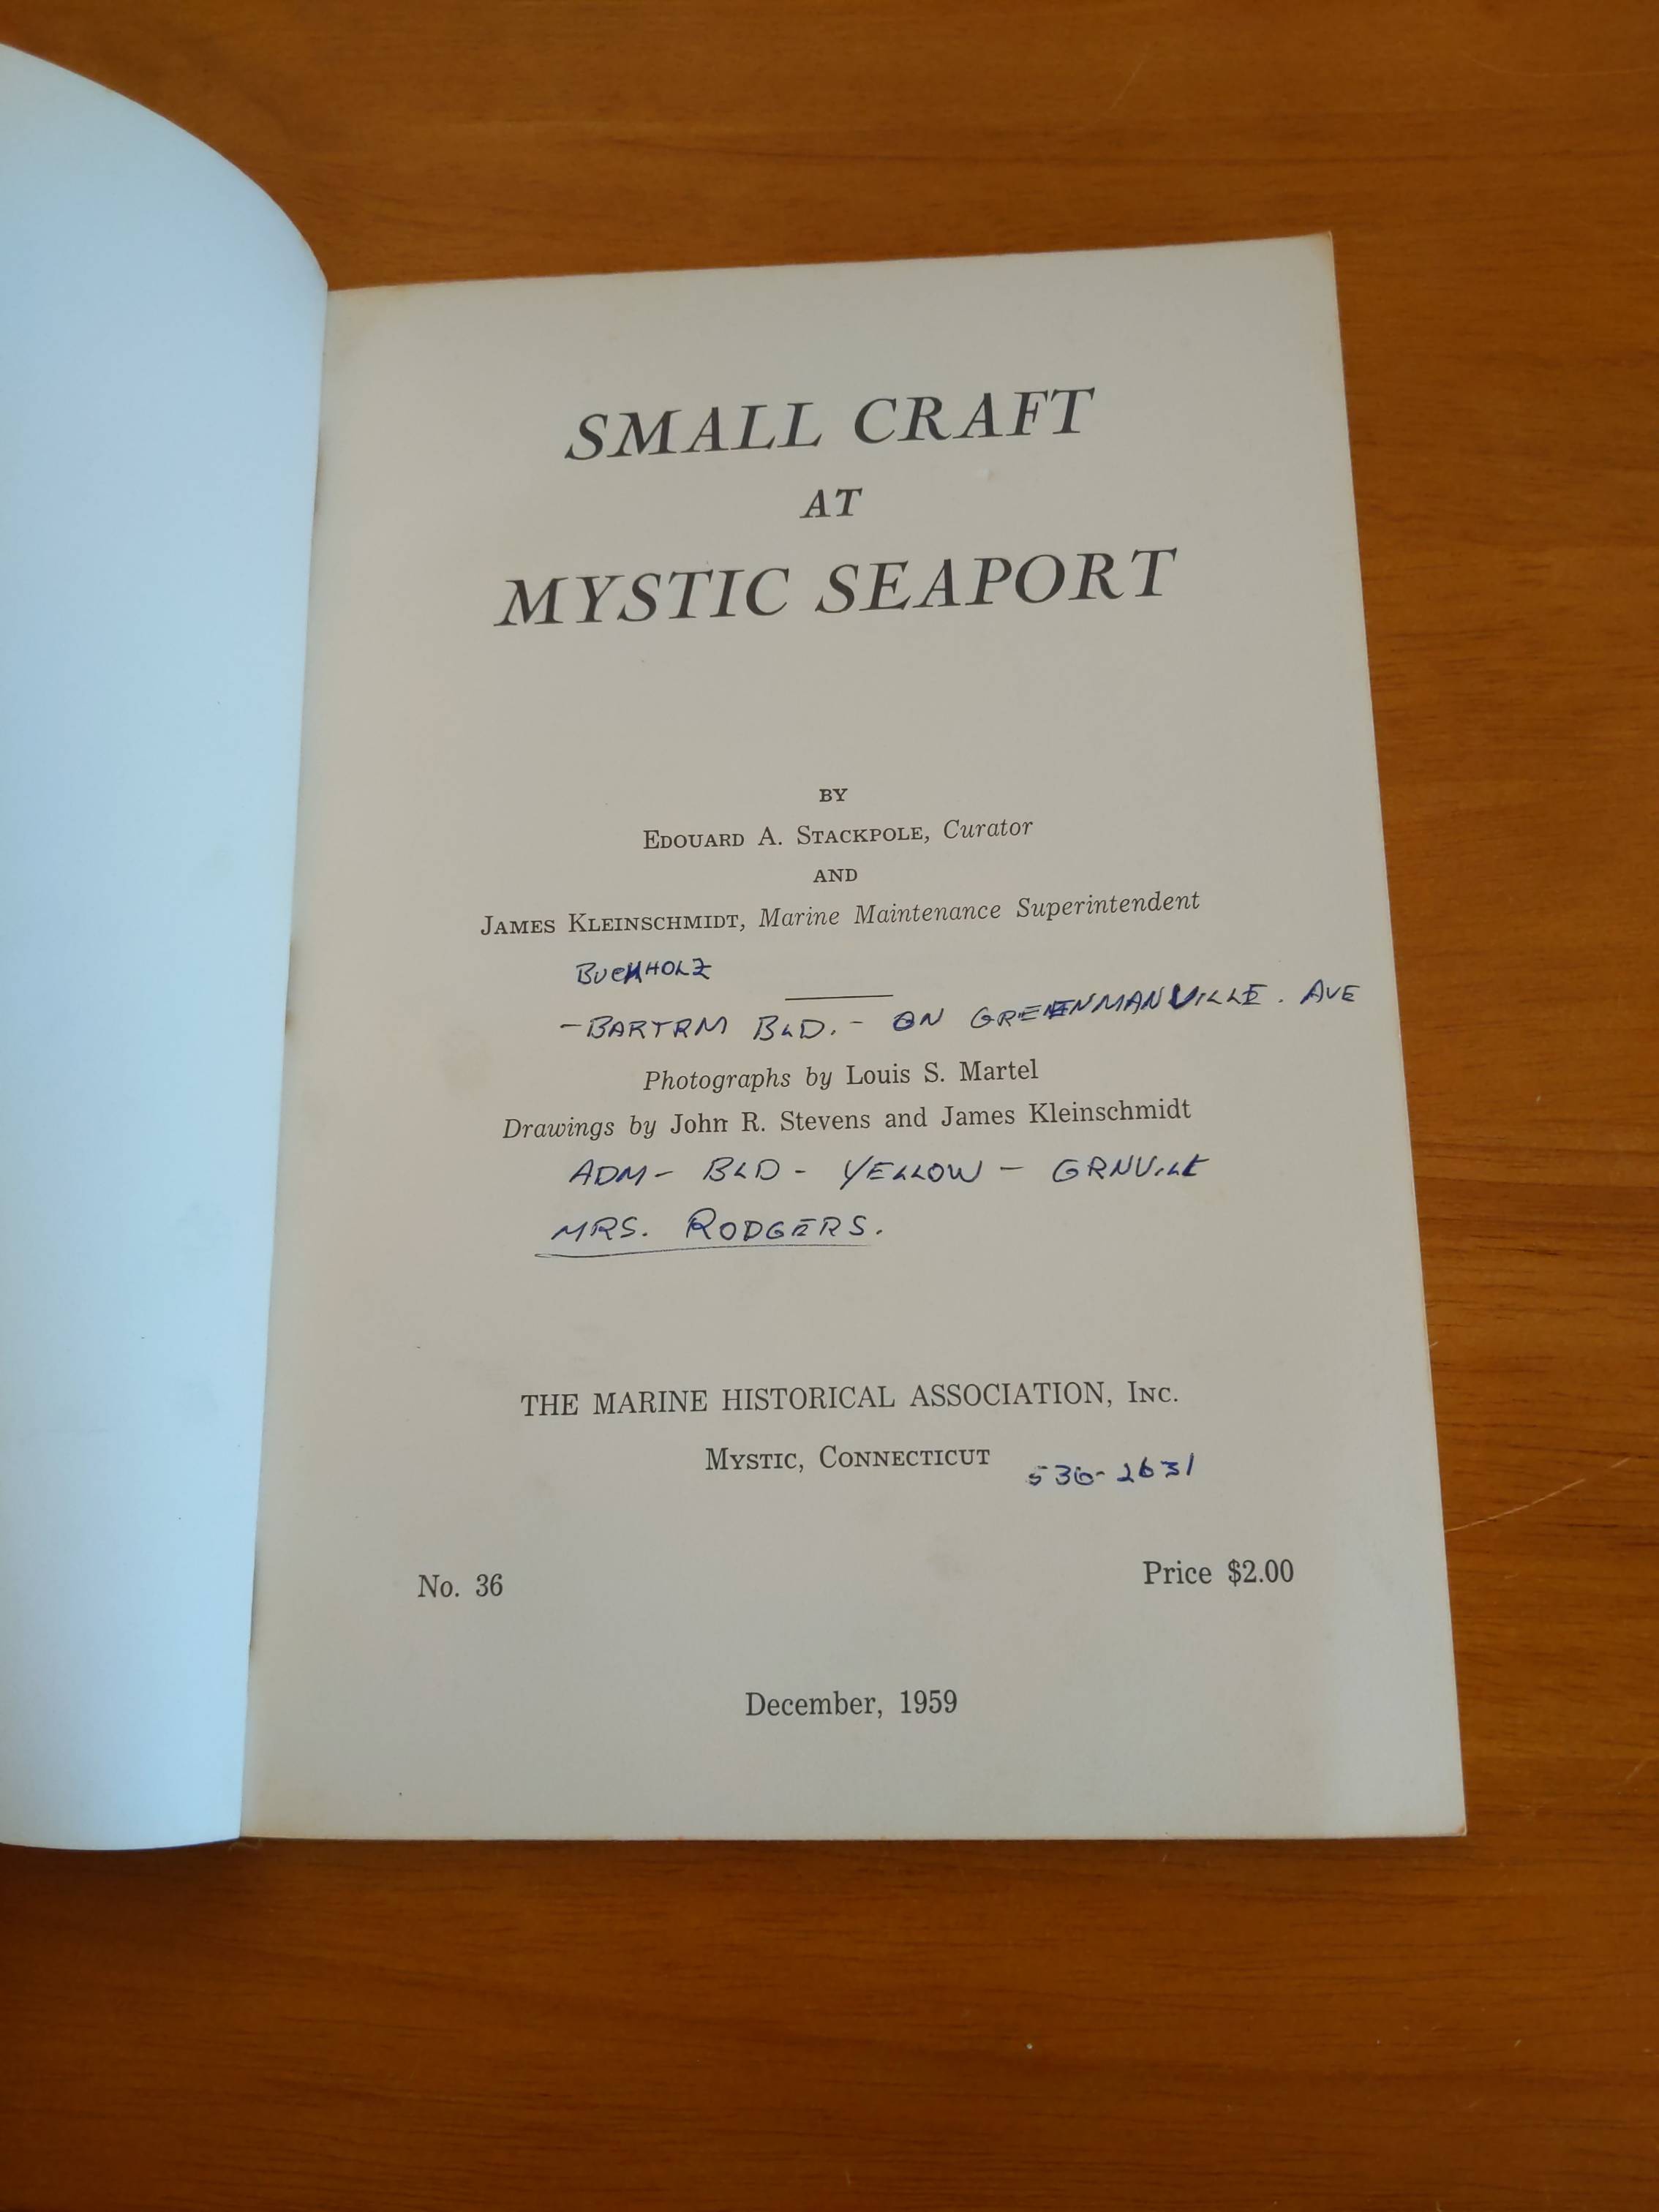 SMALL CRAFT
AT
MYSTIC SEAPORT
BY
EDOUARD A. STACKPOLE, Curator
AND
JAMES KLEINSCHMIDT, Marine Maintenance Superintendent
BUCKHOLZ
- BARTRM BLD. - ON GREENMANVILLE. AVE
Photographs by Louis S. Martel
Drawings by John R. Stevens and James Kleinschmidt
ADM - BLD - YELLOW - GRNVILE
MRS. RODGERS.
THE MARINE HISTORICAL ASSOCIATION, INC.
MYSTIC, CONNECTICUT 536-2631
No. 36 Price $2.00
December, 1959